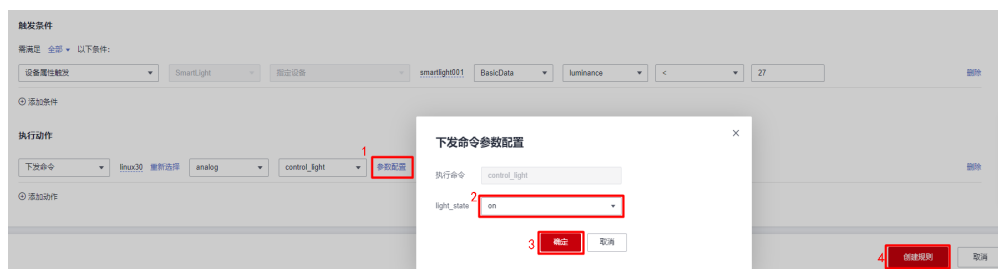 触发条件
需满足 全部 以下条件:
设备属性触发 SmartLight 指定设备 smartlight001 BasicData luminance < 27 删除
添加条件
执行动作
1
下发命令 linux30 重新选择 analog control_light 参数配置 删除
添加动作
下发命令参数配置 ×
执行命令 control_light
2
light_state on
3 确定 取消
4 创建规则 取消